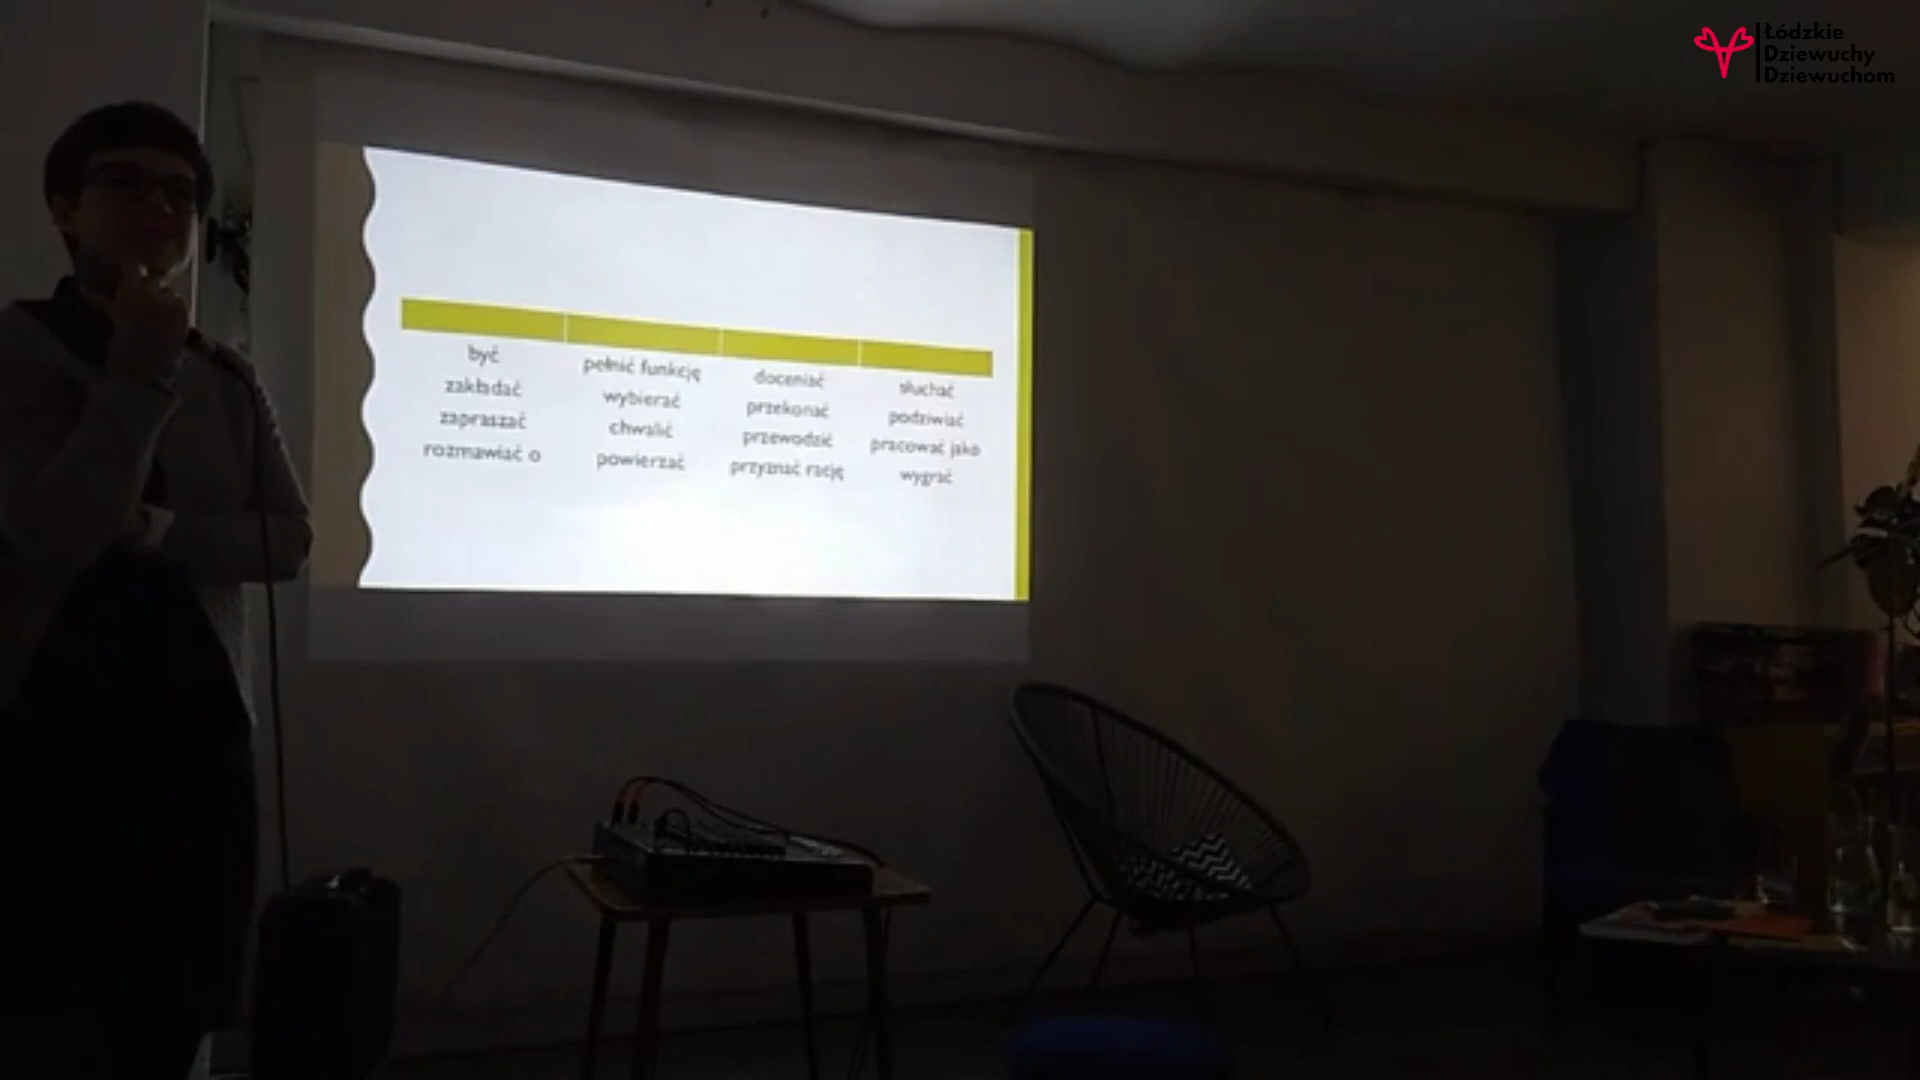 Łódzkie
Dziewuchy
Dziewuchom
być pełnić funkcję doceniać słuchać
zakładać wybierać przekonać podziwiać
zapraszać chwalić przewodzić pracować jako
rozmawiać o powierzać przyznać rację wygrać